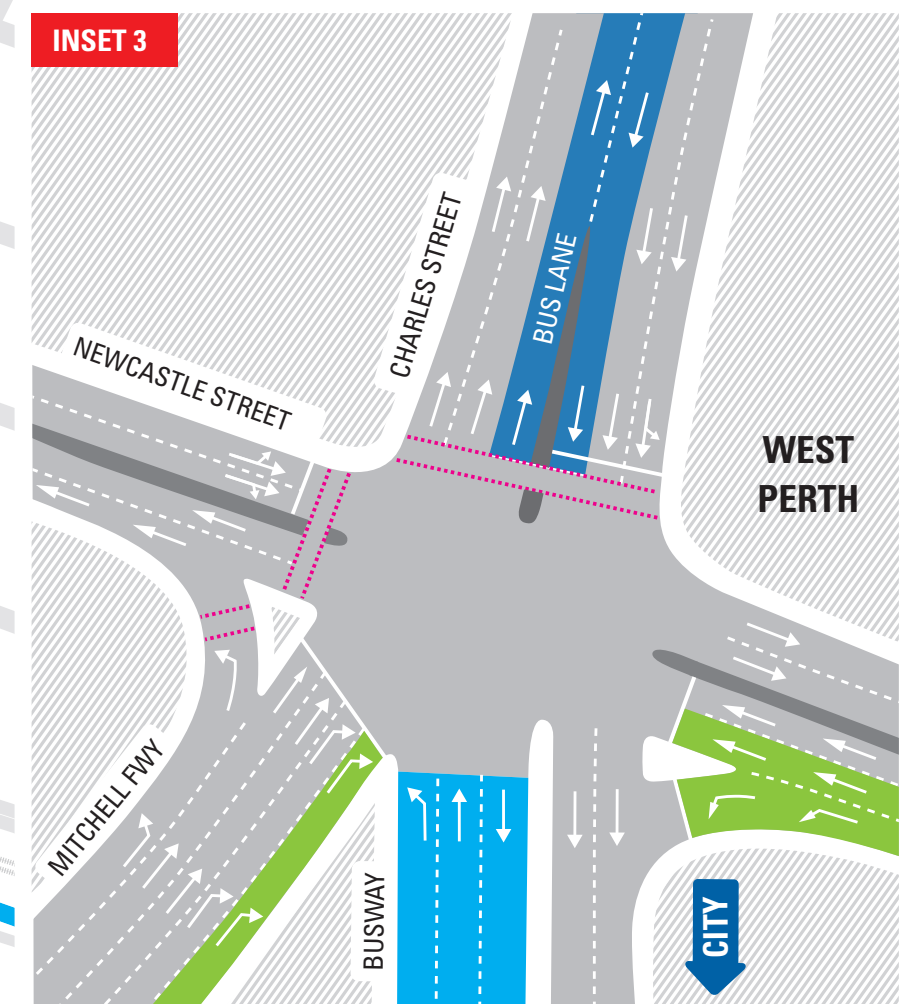 INSET 3
CHARLES STREET
BUS LANE
NEWCASTLE STREET
WEST
PERTH
MITCHELL FWY
BUSWAY
CITY